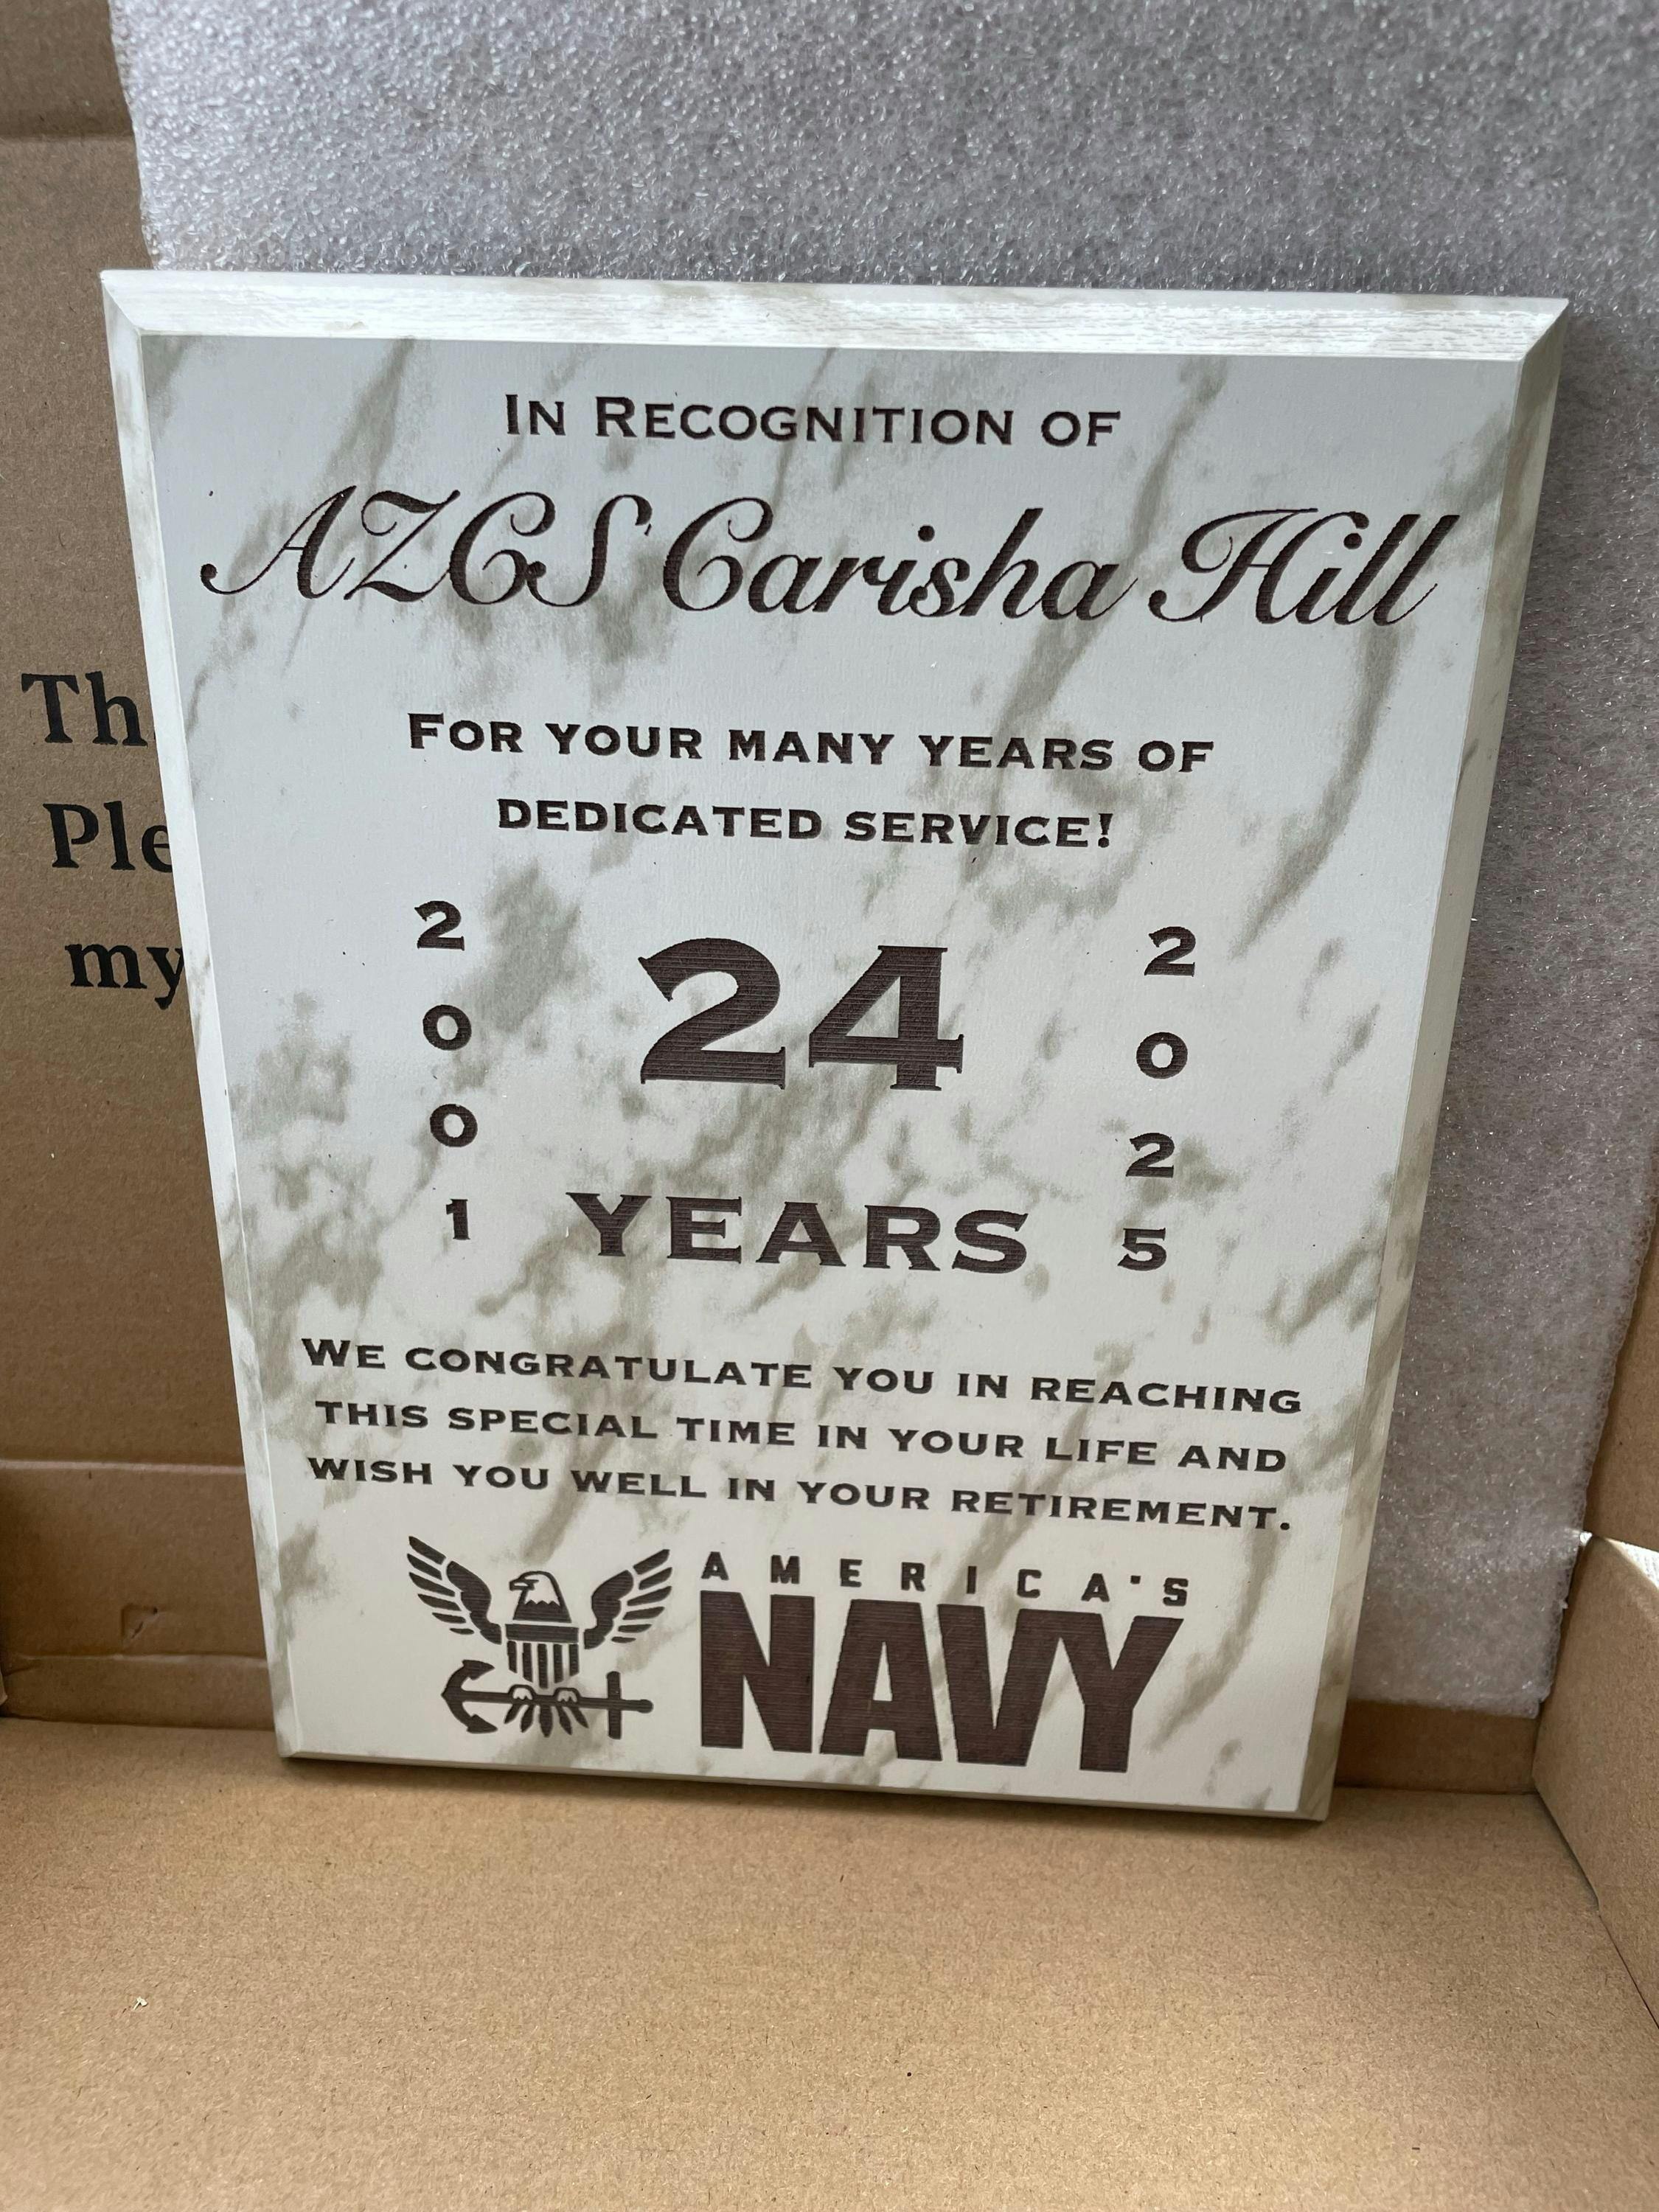 In Recognition of
AZCS Carisha Hill
For your many years of
dedicated service!
2001
24
Years
2025
We congratulate you in reaching
this special time in your life and
wish you well in your retirement.
AMERICA'S
NAVY
Th
Ple
my